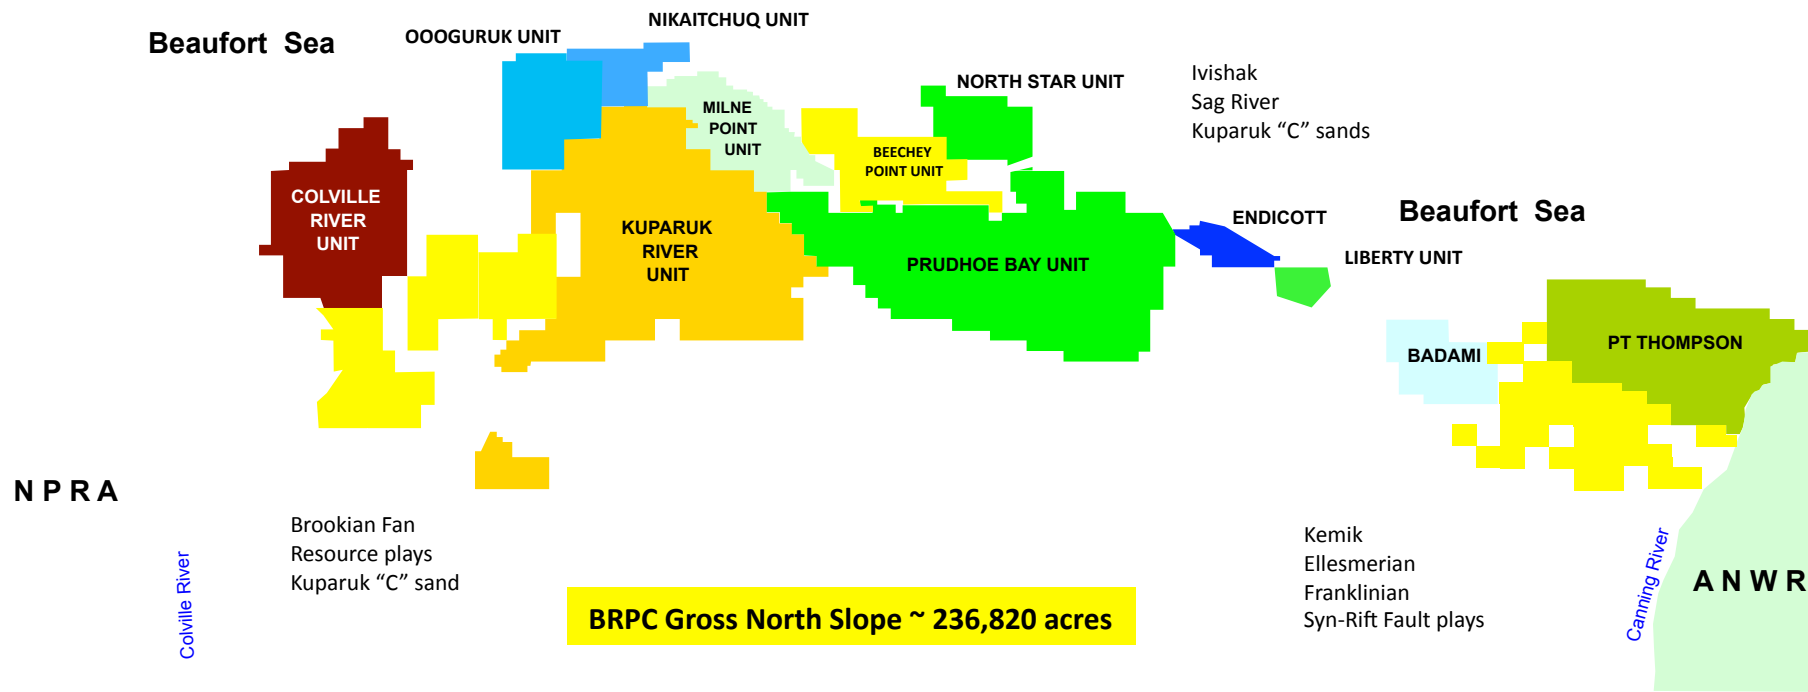 NIKAITCHUQ UNIT
OOOGURUK UNIT
Beaufort  Sea
Ivishak
Sag River
Kuparuk “C” sands
NORTH STAR UNIT
MILNE
POINT
UNIT
BEECHEY
POINT UNIT
COLVILLE
RIVER
UNIT
KUPARUK
RIVER
UNIT
PRUDHOE BAY UNIT
ENDICOTT
Beaufort  Sea
LIBERTY UNIT
BADAMI
PT THOMPSON
N P R A
Brookian Fan
Resource plays
Kuparuk “C” sand
Colville River
BRPC Gross North Slope ~ 236,820 acres
Kemik
Ellesmerian
Franklinian
Syn-Rift Fault plays
Canning River
A N W R